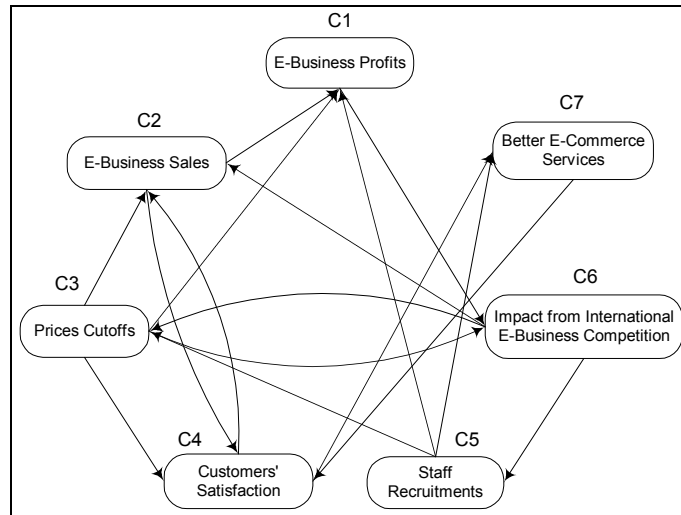 C1
E-Business Profits
C7
Better E-Commerce
Services
C2
E-Business Sales
C3
Prices Cutoffs
C6
Impact from International
E-Business Competition
C4
Customers'
Satisfaction
C5
Staff
Recruitments